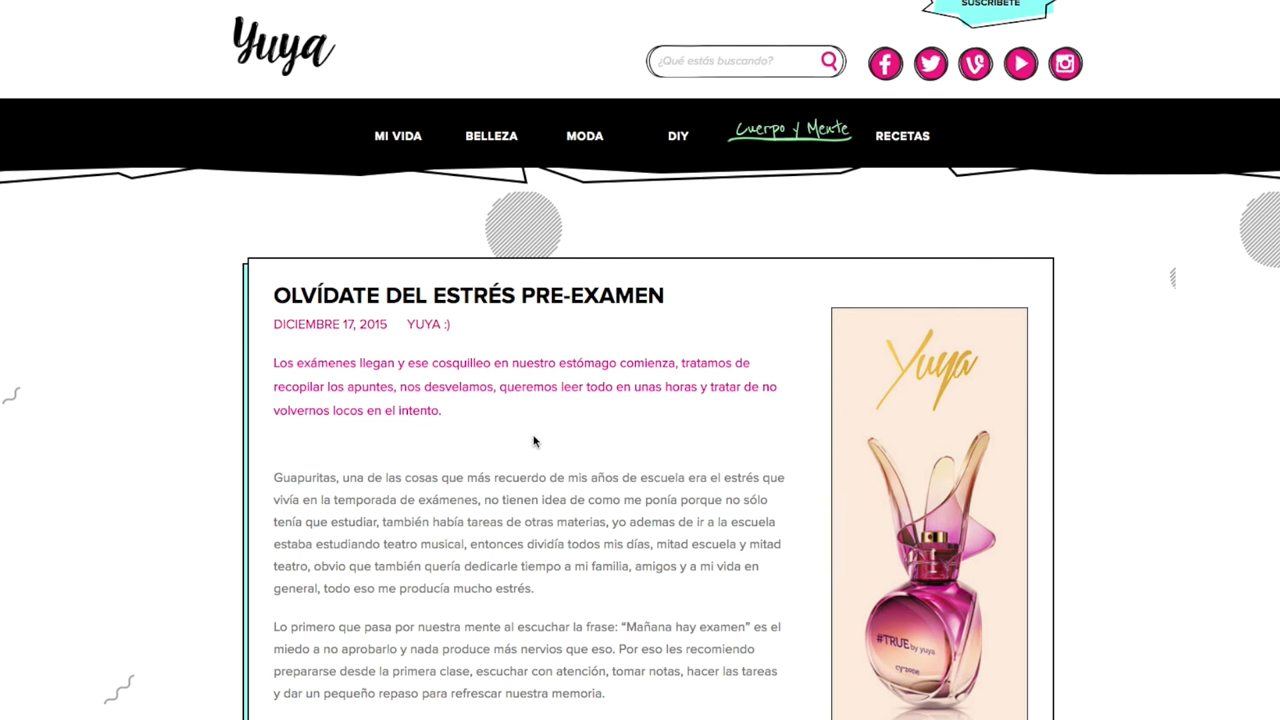 SUSCRÍBETE
Yuya
¿Qué estás buscando?
MI VIDA BELLEZA MODA DIY Cuerpo y Mente RECETAS
OLVÍDATE DEL ESTRÉS PRE-EXAMEN
DICIEMBRE 17, 2015 YUYA :)
Los exámenes llegan y ese cosquilleo en nuestro estómago comienza, tratamos de
recopilar los apuntes, nos desvelamos, queremos leer todo en unas horas y tratar de no
volvernos locos en el intento.
Guapuritas, una de las cosas que más recuerdo de mis años de escuela era el estrés que
vivía en la temporada de exámenes, no tienen idea de como me ponía porque no sólo
tenía que estudiar, también había tareas de otras materias, yo ademas de ir a la escuela
estaba estudiando teatro musical, entonces dividía todos mis días, mitad escuela y mitad
teatro, obvio que también quería dedicarle tiempo a mi familia, amigos y a mi vida en
general, todo eso me producía mucho estrés.
Lo primero que pasa por nuestra mente al escuchar la frase: “Mañana hay examen” es el
miedo a no aprobarlo y nada produce más nervios que eso. Por eso les recomiendo
prepararse desde la primera clase, escuchar con atención, tomar notas, hacer las tareas
y dar un pequeño repaso para refrescar nuestra memoria.
Yuya
#TRUE by yuya
cy°zone